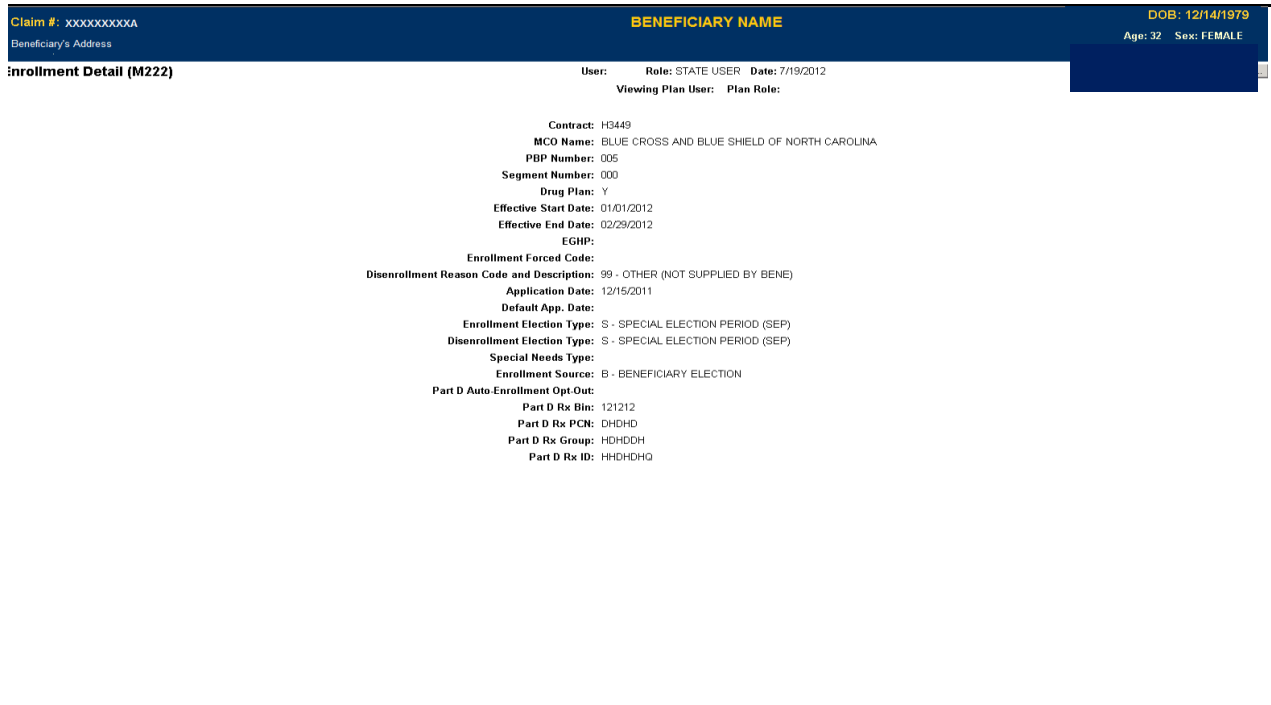 Claim #: XXXXXXXXXA
BENEFICIARY NAME
DOB: 12/14/1979
Beneficiary's Address
Age: 32 Sex: FEMALE
Enrollment Detail (M222)
User: Role: STATE USER Date: 7/19/2012
Viewing Plan User: Plan Role:
Contract: H3449
MCO Name: BLUE CROSS AND BLUE SHIELD OF NORTH CAROLINA
PBP Number: 005
Segment Number: 000
Drug Plan: Y
Effective Start Date: 01/01/2012
Effective End Date: 02/29/2012
EGHP:
Enrollment Forced Code:
Disenrollment Reason Code and Description: 99 - OTHER (NOT SUPPLIED BY BENE)
Application Date: 12/15/2011
Default App. Date:
Enrollment Election Type: S - SPECIAL ELECTION PERIOD (SEP)
Disenrollment Election Type: S - SPECIAL ELECTION PERIOD (SEP)
Special Needs Type:
Enrollment Source: B - BENEFICIARY ELECTION
Part D Auto-Enrollment Opt-Out:
Part D Rx Bin: 121212
Part D Rx PCN: DHDHD
Part D Rx Group: HDHDDH
Part D Rx ID: HHDHDHQ